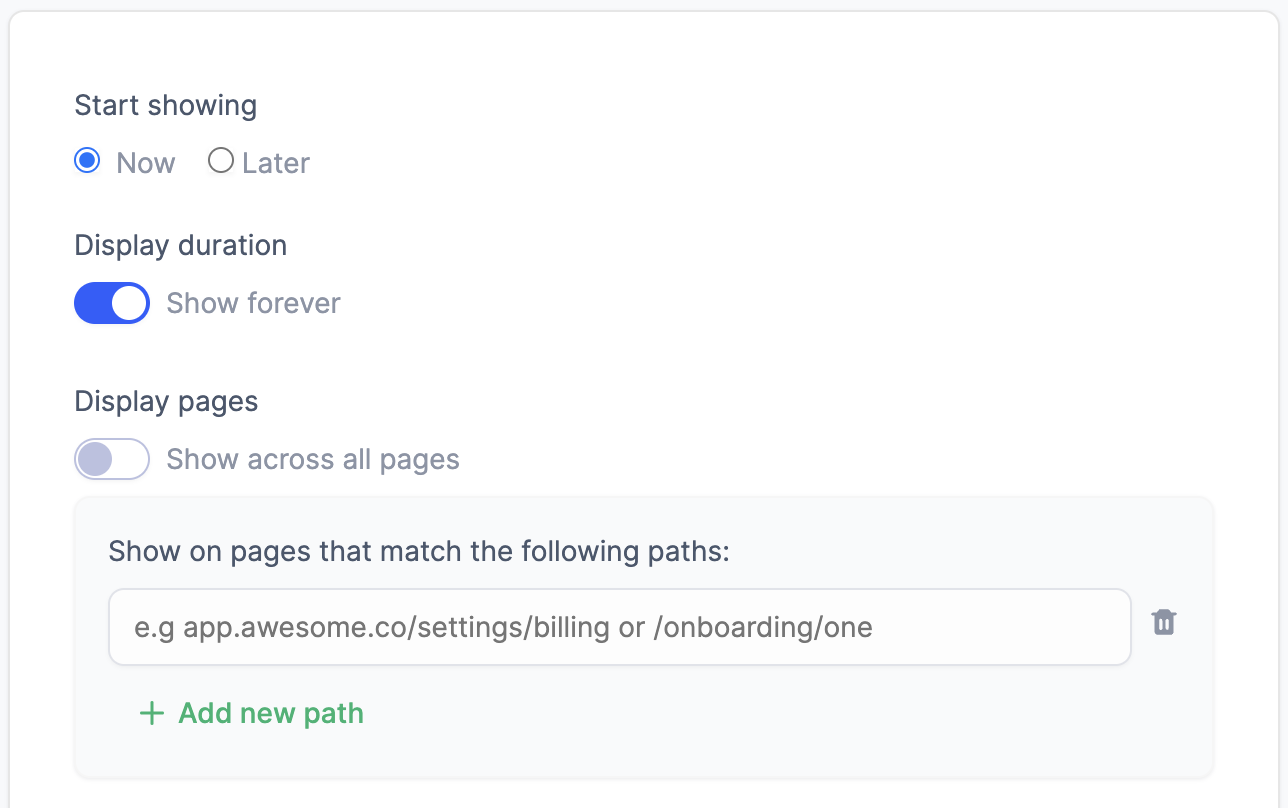 Start showing
Now Later
Display duration
Show forever
Display pages
Show across all pages
Show on pages that match the following paths:
e.g app.awesome.co/settings/billing or /onboarding/one
Add new path